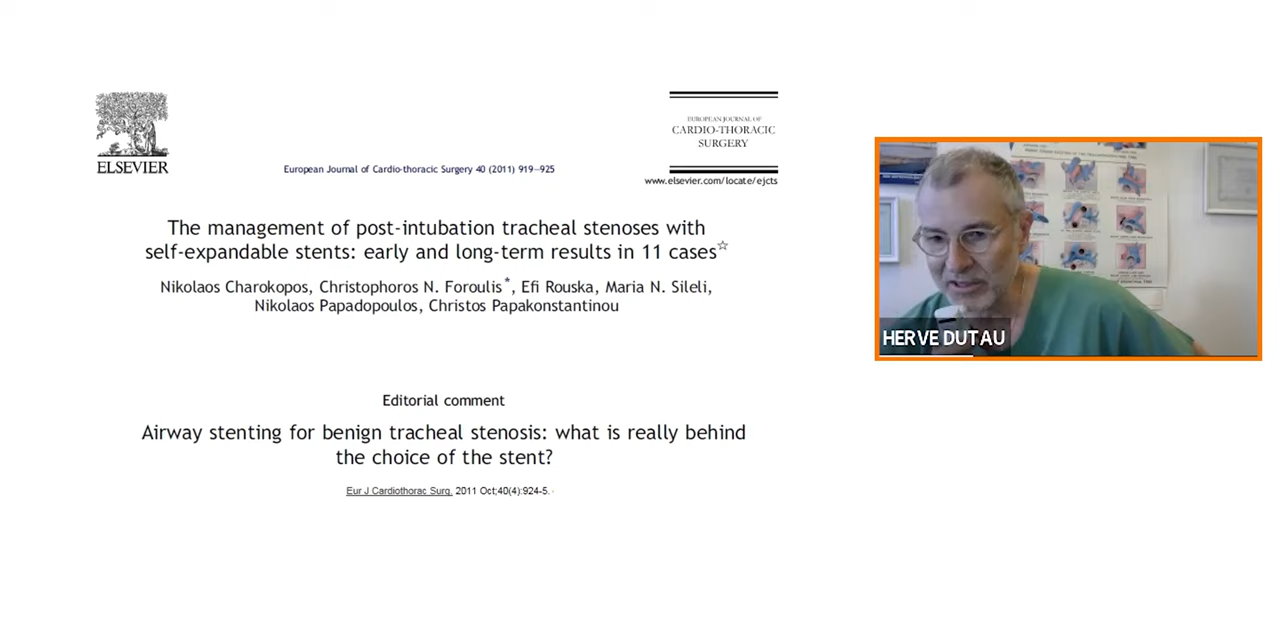 ELSEVIER
European Journal of Cardio-thoracic Surgery 40 (2011) 919—925
EUROPEAN JOURNAL OF
CARDIO-THORACIC
SURGERY
www.elsevier.com/locate/ejcts
The management of post-intubation tracheal stenoses with
self-expandable stents: early and long-term results in 11 cases☆
Nikolaos Charokopos, Christophoros N. Foroulis*, Efi Rouska, Maria N. Sileli,
Nikolaos Papadopoulos, Christos Papakonstantinou
Editorial comment
Airway stenting for benign tracheal stenosis: what is really behind
the choice of the stent?
Eur J Cardiothorac Surg. 2011 Oct;40(4):924-5.
HERVE DUTAU